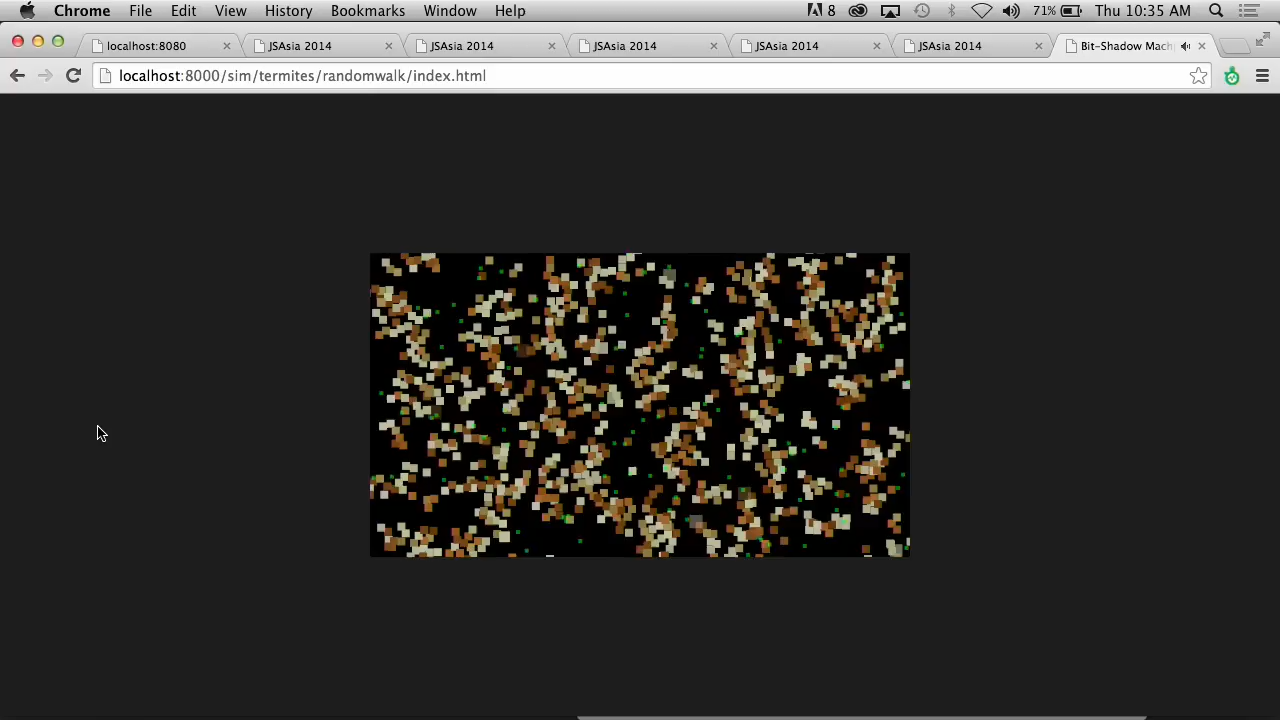 Chrome File Edit View History Bookmarks Window Help 8 71% Thu 10:35 AM
localhost:8080 JSAsia 2014 JSAsia 2014 JSAsia 2014 JSAsia 2014 JSAsia 2014 Bit-Shadow Mach
localhost:8000/sim/termites/randomwalk/index.html